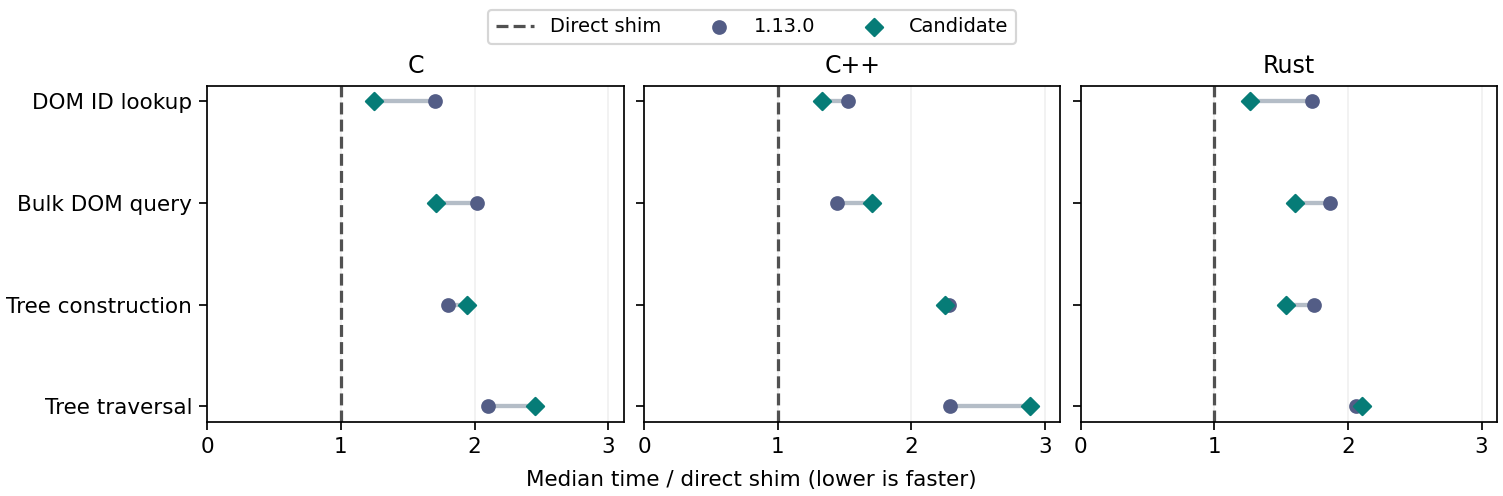 Direct shim 1.13.0 Candidate
C C++ Rust
DOM ID lookup
Bulk DOM query
Tree construction
Tree traversal
0 1 2 3 0 1 2 3 0 1 2 3
Median time / direct shim (lower is faster)